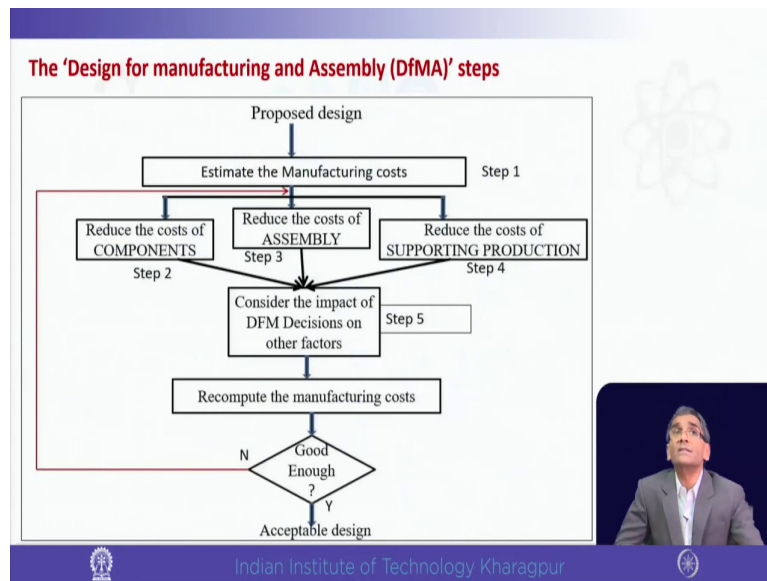 The 'Design for manufacturing and Assembly (DfMA)' steps
Proposed design
Estimate the Manufacturing costs
Step 1
Reduce the costs of
COMPONENTS
Step 2
Reduce the costs of
ASSEMBLY
Step 3
Reduce the costs of
SUPPORTING PRODUCTION
Step 4
Consider the impact of
DFM Decisions on
other factors
Step 5
Recompute the manufacturing costs
N
Good
Enough
?
Y
Acceptable design
Indian Institute of Technology Kharagpur